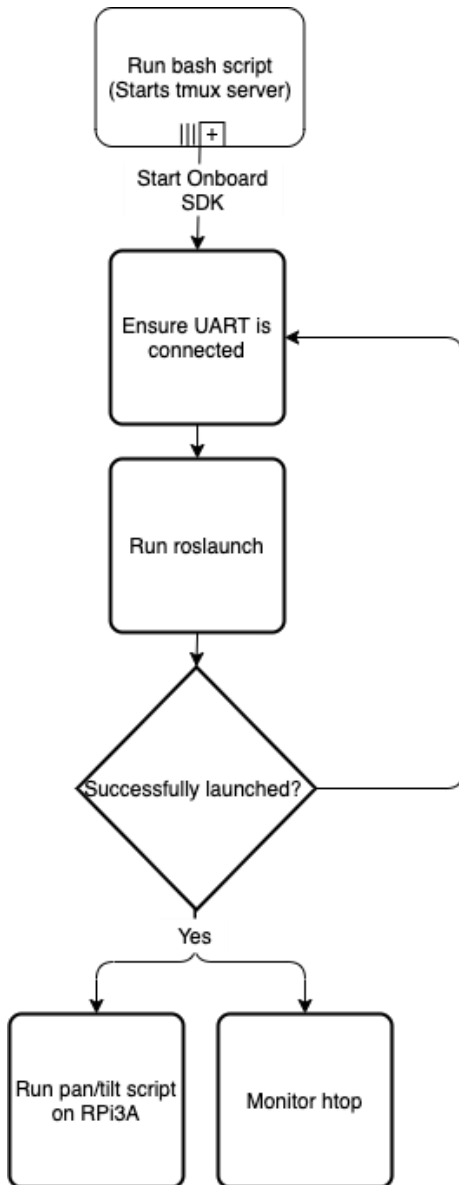 Run bash script
(Starts tmux server)
Start Onboard
SDK
Ensure UART is
connected
Run roslaunch
Successfully launched?
Yes
Run pan/tilt script
on RPi3A
Monitor htop